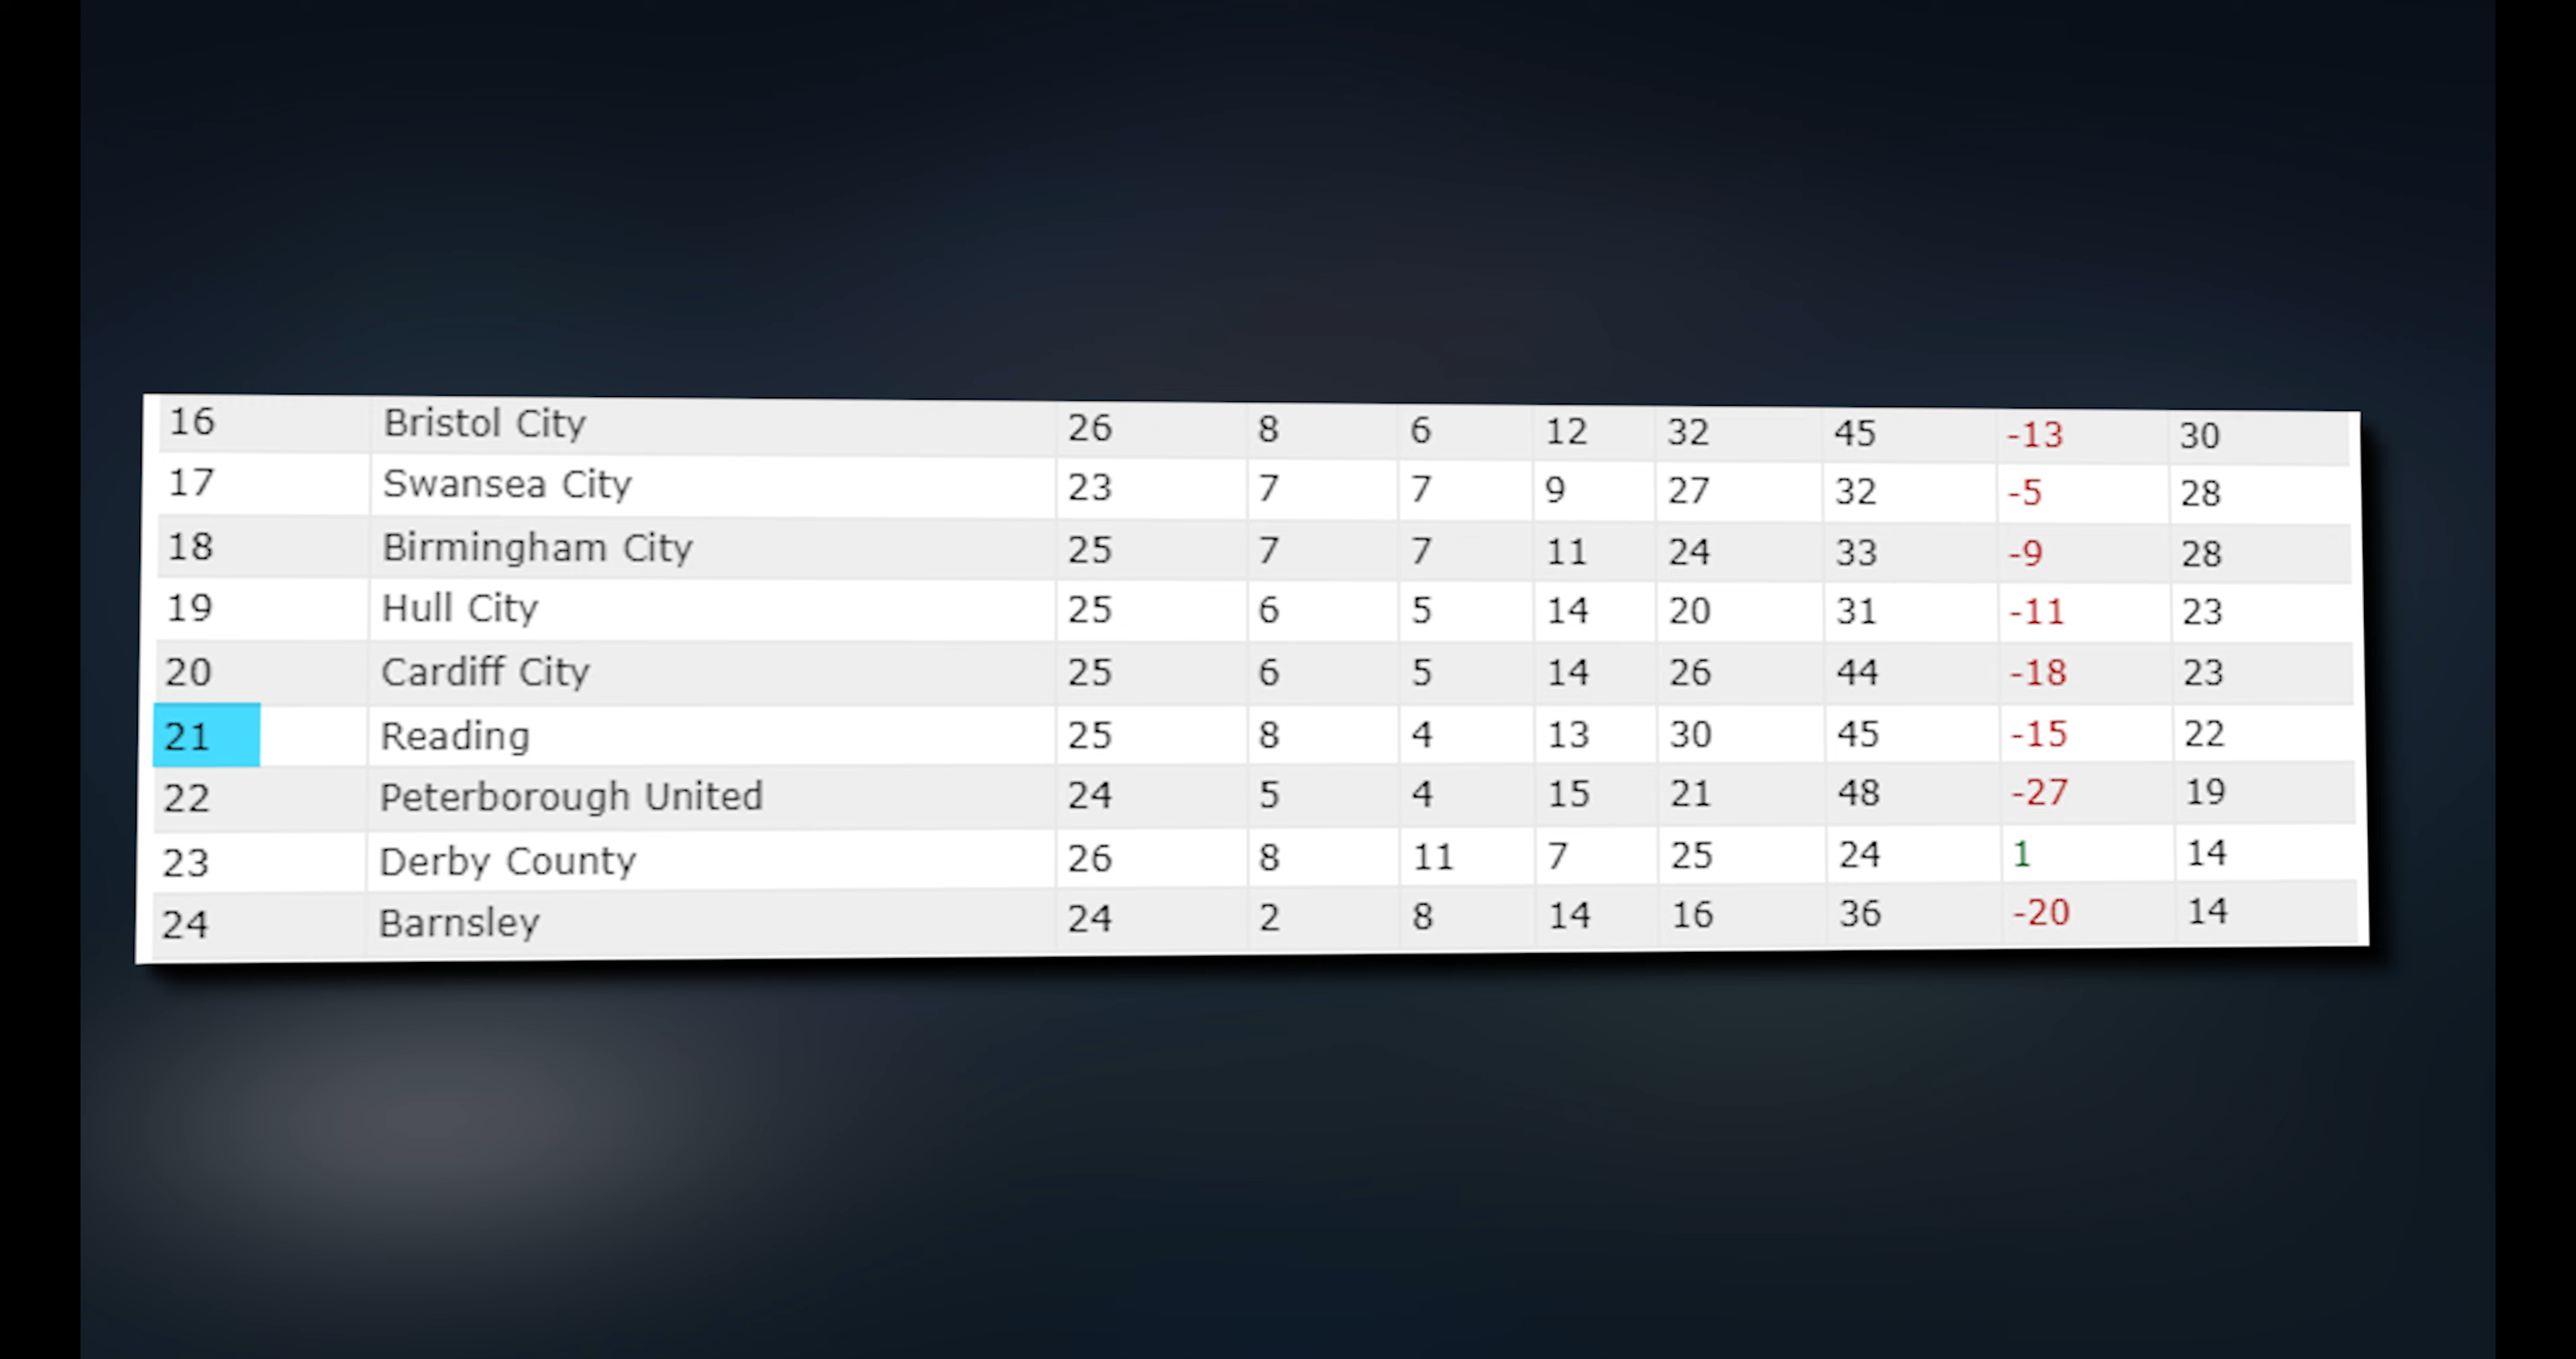 16 Bristol City 26 8 6 12 32 45 -13 30
17 Swansea City 23 7 7 9 27 32 -5 28
18 Birmingham City 25 7 7 11 24 33 -9 28
19 Hull City 25 6 5 14 20 31 -11 23
20 Cardiff City 25 6 5 14 26 44 -18 23
21 Reading 25 8 4 13 30 45 -15 22
22 Peterborough United 24 5 4 15 21 48 -27 19
23 Derby County 26 8 11 7 25 24 1 14
24 Barnsley 24 2 8 14 16 36 -20 14